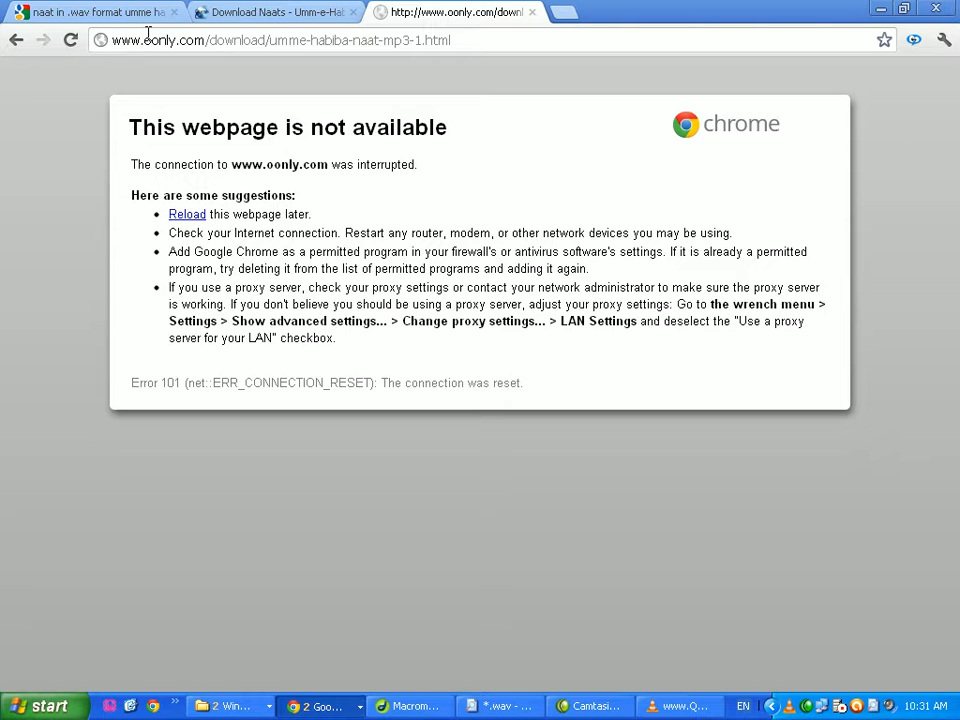 naat in .wav format umme ha
Download Naats - Umm-e-Hab
http://www.oonly.com/downl
www.oonly.com/download/umme-habiba-naat-mp3-1.html
This webpage is not available
chrome
The connection to www.oonly.com was interrupted.
Here are some suggestions:
Reload this webpage later.
Check your Internet connection. Restart any router, modem, or other network devices you may be using.
Add Google Chrome as a permitted program in your firewall's or antivirus software's settings. If it is already a permitted
program, try deleting it from the list of permitted programs and adding it again.
If you use a proxy server, check your proxy settings or contact your network administrator to make sure the proxy server
is working. If you don't believe you should be using a proxy server, adjust your proxy settings: Go to the wrench menu >
Settings > Show advanced settings... > Change proxy settings... > LAN Settings and deselect the "Use a proxy
server for your LAN" checkbox.
Error 101 (net::ERR_CONNECTION_RESET): The connection was reset.
start
2 Win...
2 Goo...
Macrom...
*.wav - ...
Camtasi...
www.Q...
EN
10:31 AM